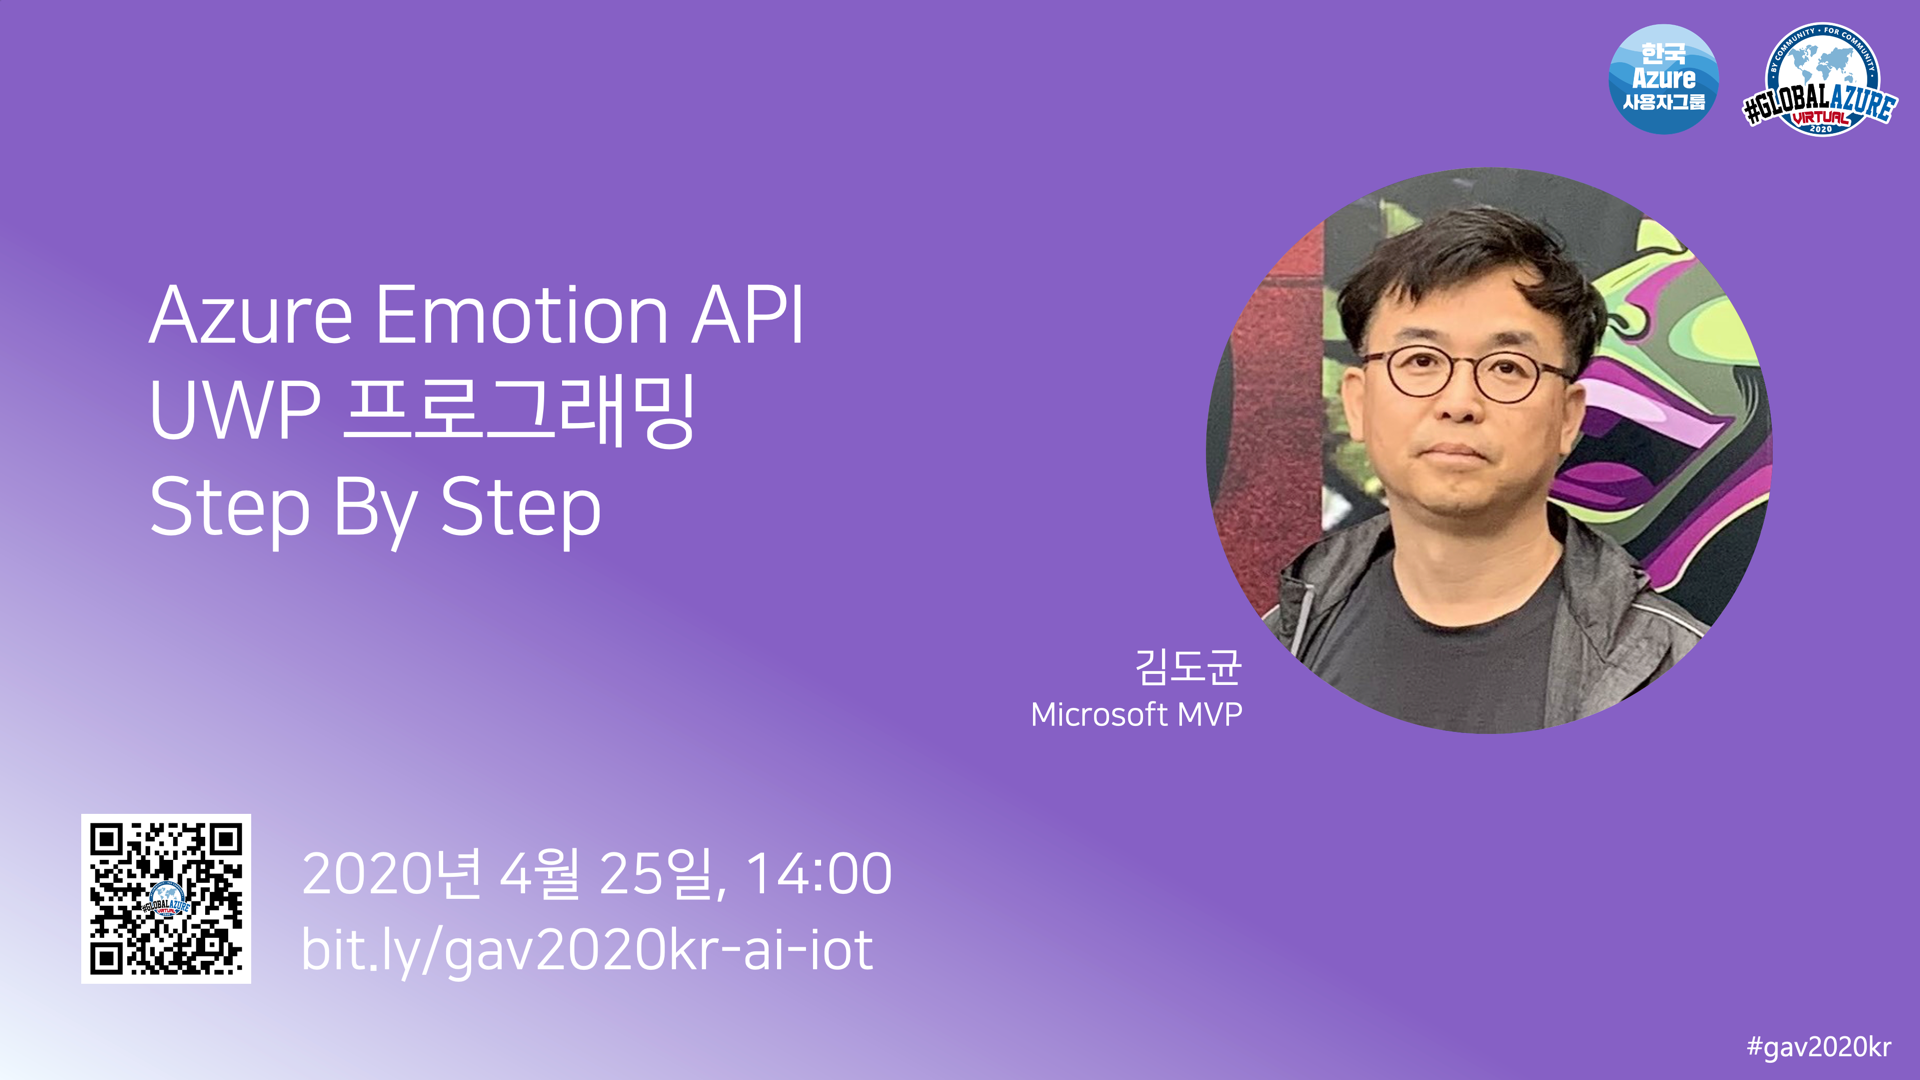 한국
Azure
사용자그룹
BY COMMUNITY • FOR COMMUNITY
#GLOBALAZURE
VIRTUAL
2020
Azure Emotion API
UWP 프로그래밍
Step By Step
김도균
Microsoft MVP
#GLOBALAZURE
VIRTUAL
2020년 4월 25일, 14:00
bit.ly/gav2020kr-ai-iot
#gav2020kr